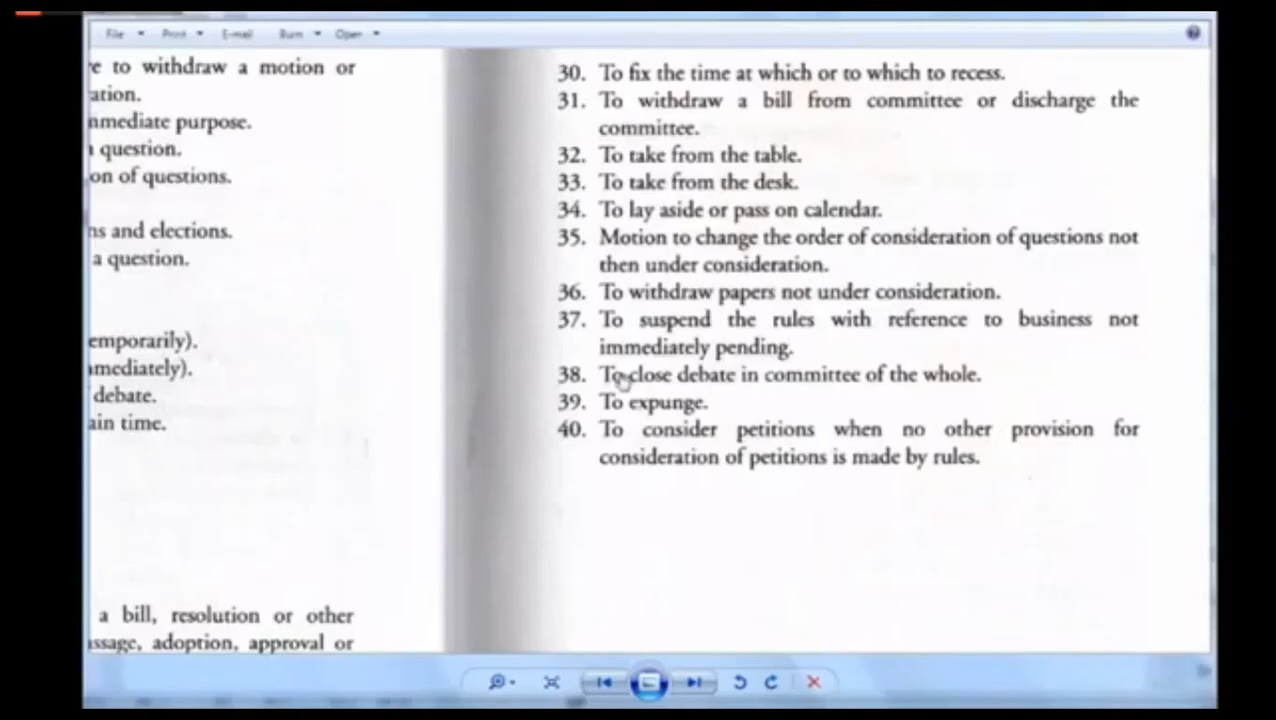 File Print E-mail Burn Open
re to withdraw a motion or
ation.
nmediate purpose.
question.
on of questions.
ns and elections.
a question.
emporarily).
mediately).
debate.
ain time.
a bill, resolution or other
ssage, adoption, approval or
30. To fix the time at which or to which to recess.
31. To withdraw a bill from committee or discharge the
committee.
32. To take from the table.
33. To take from the desk.
34. To lay aside or pass on calendar.
35. Motion to change the order of consideration of questions not
then under consideration.
36. To withdraw papers not under consideration.
37. To suspend the rules with reference to business not
immediately pending.
38. To close debate in committee of the whole.
39. To expunge.
40. To consider petitions when no other provision for
consideration of petitions is made by rules.